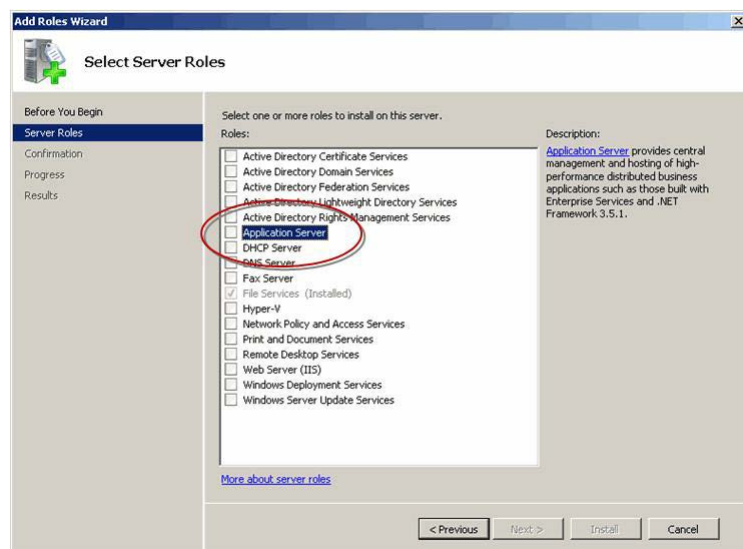 Add Roles Wizard
Select Server Roles
Before You Begin
Server Roles
Confirmation
Progress
Results
Select one or more roles to install on this server.
Roles:
Active Directory Certificate Services
Active Directory Domain Services
Active Directory Federation Services
Active Directory Lightweight Directory Services
Active Directory Rights Management Services
Application Server
DHCP Server
DNS Server
Fax Server
File Services (Installed)
Hyper-V
Network Policy and Access Services
Print and Document Services
Remote Desktop Services
Web Server (IIS)
Windows Deployment Services
Windows Server Update Services
More about server roles
Description:
Application Server provides central
management and hosting of high-
performance distributed business
applications such as those built with
Enterprise Services and .NET
Framework 3.5.1.
< Previous
Next >
Install
Cancel